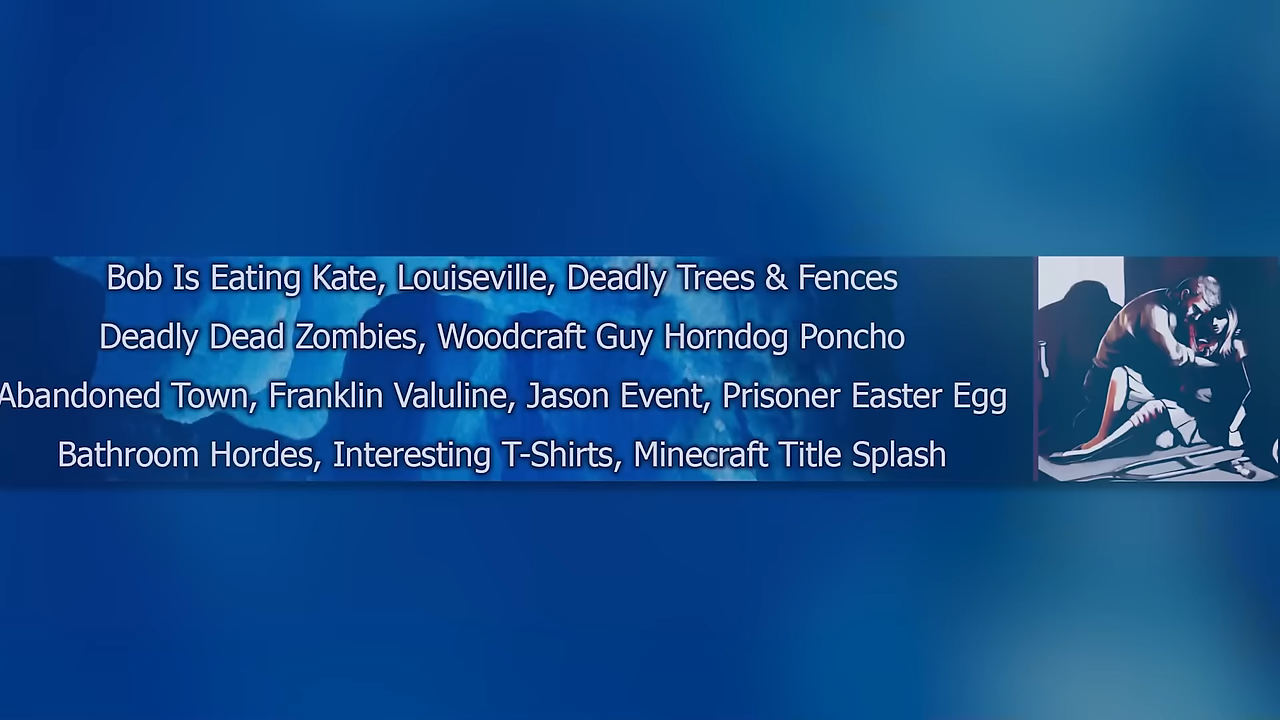 Bob Is Eating Kate, Louiseville, Deadly Trees & Fences
Deadly Dead Zombies, Woodcraft Guy Horndog Poncho
Abandoned Town, Franklin Valuline, Jason Event, Prisoner Easter Egg
Bathroom Hordes, Interesting T-Shirts, Minecraft Title Splash